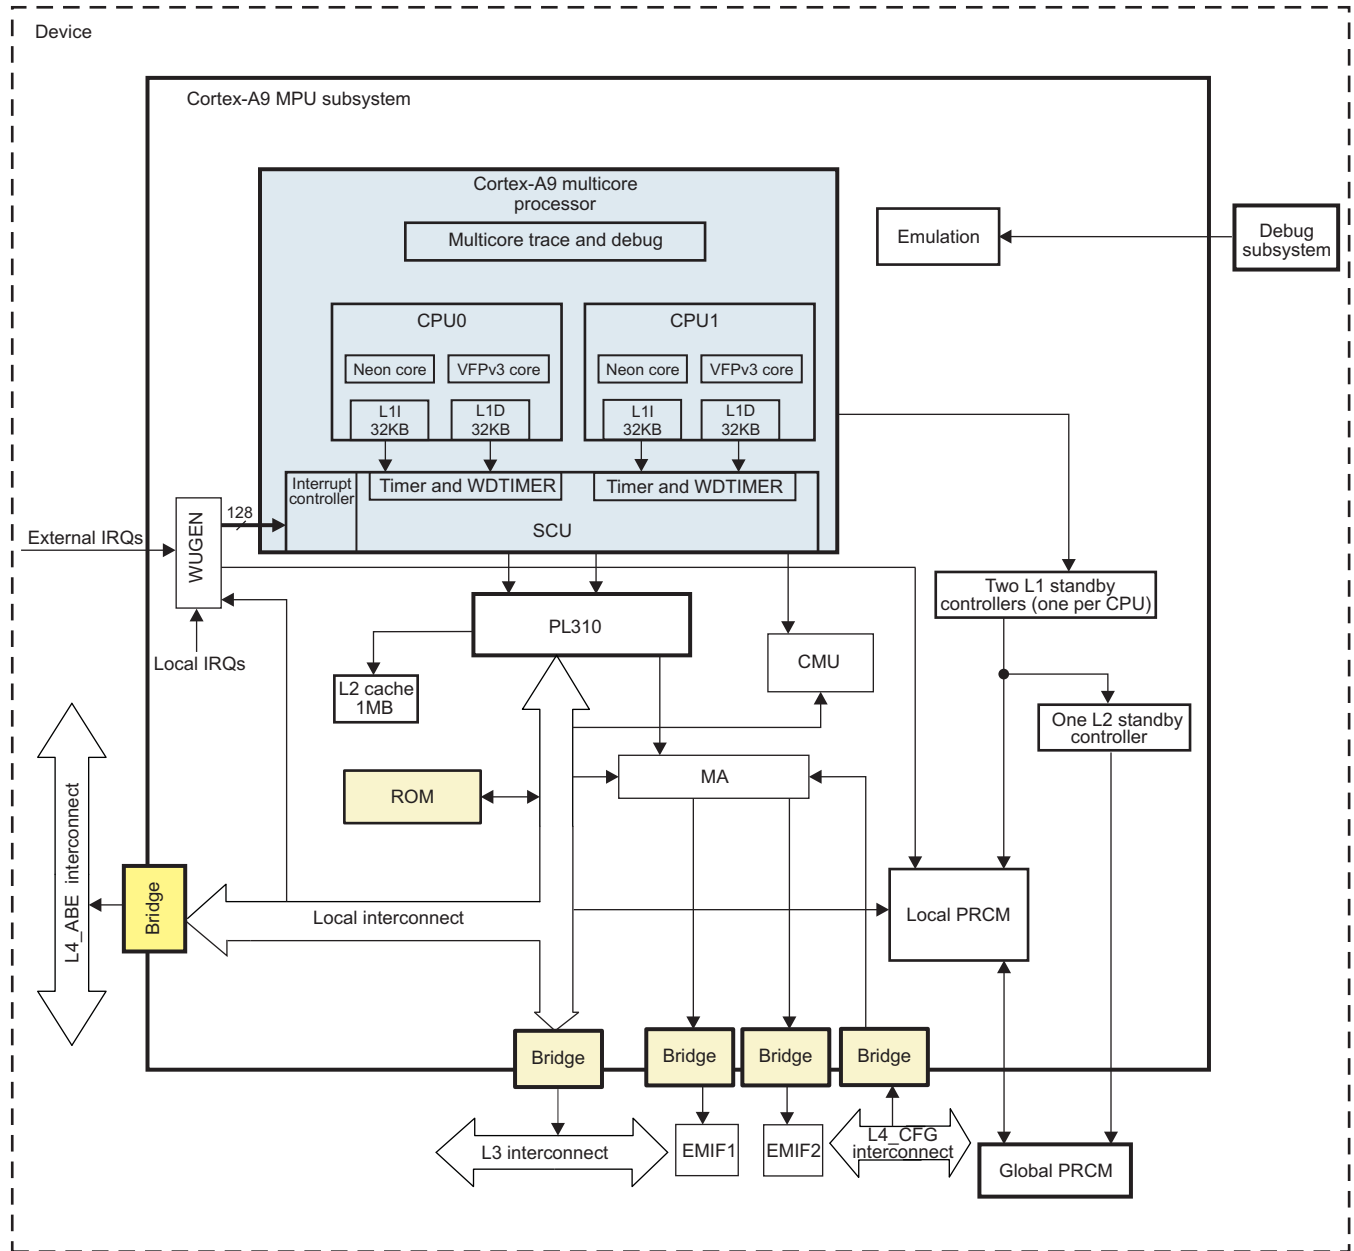 Device
Cortex-A9 MPU subsystem
Cortex-A9 multicore
processor
Multicore trace and debug
Emulation
Debug
subsystem
CPU0
CPU1
Neon core
VFPv3 core
Neon core
VFPv3 core
L1I
32KB
L1D
32KB
L1I
32KB
L1D
32KB
Interrupt
controller
Timer and WDTIMER
Timer and WDTIMER
SCU
128
External IRQs
WUGEN
Local IRQs
Two L1 standby
controllers (one per CPU)
PL310
CMU
L2 cache
1MB
One L2 standby
controller
MA
ROM
L4_ABE interconnect
Bridge
Local interconnect
Local PRCM
Bridge
Bridge
Bridge
Bridge
L3 interconnect
EMIF1
EMIF2
L4_CFG
interconnect
Global PRCM